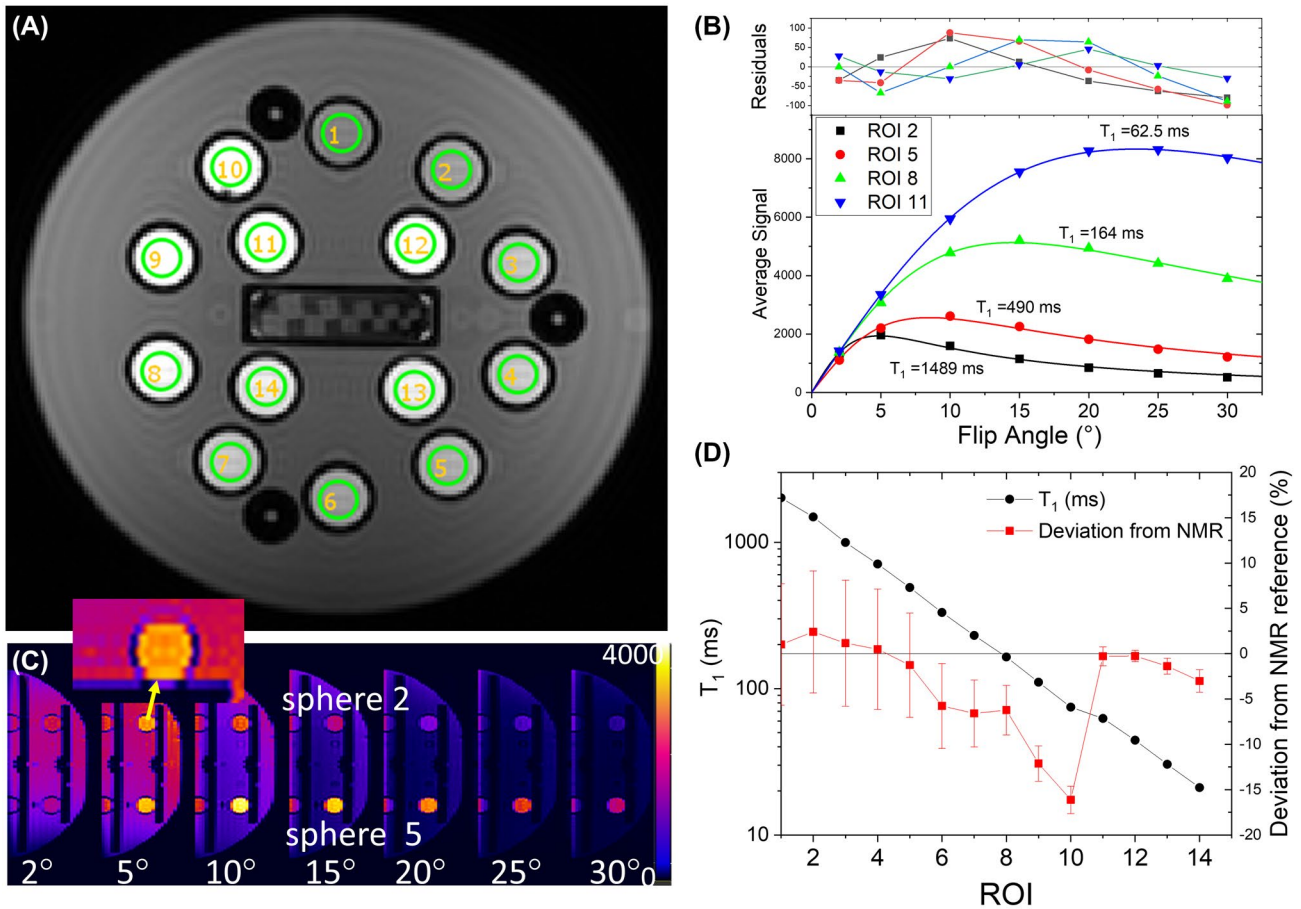 (A)
1
10
2
11
12
9
3
8
4
14
13
7
5
6
(B)
Residuals
100
50
0
-50
-100
T1 =62.5 ms
ROI 2
ROI 5
ROI 8
ROI 11
8000
6000
4000
2000
0
Average Signal
T1 =164 ms
T1 =490 ms
T1 =1489 ms
0 5 10 15 20 25 30
Flip Angle (°)
(C)
4000
sphere 2
sphere 5
2° 5° 10° 15° 20° 25° 30°
0
(D)
T1 (ms)
Deviation from NMR
1000
100
10
T1 (ms)
20
15
10
5
0
-5
-10
-15
-20
Deviation from NMR reference (%)
2 4 6 8 10 12 14
ROI